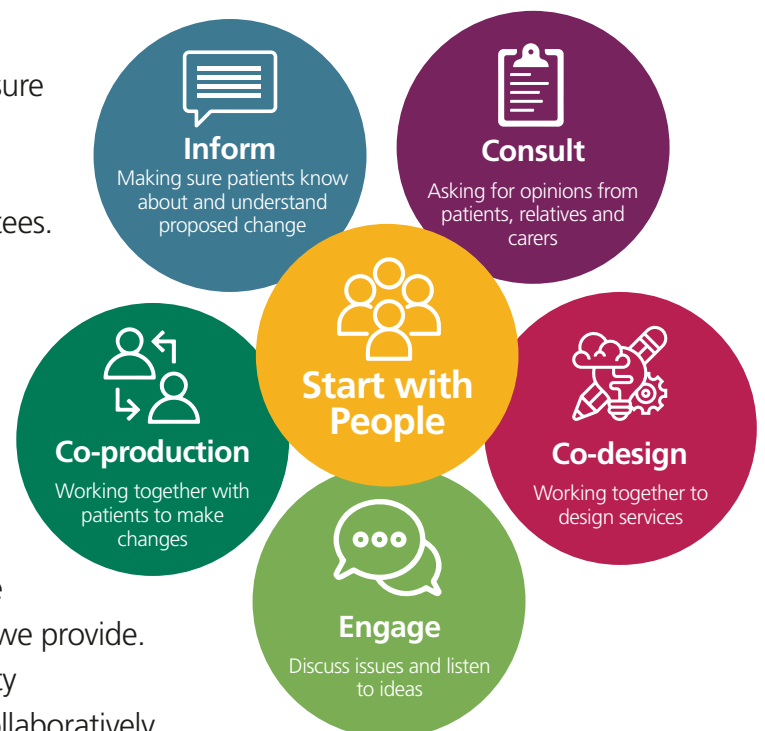 sure
tees.
we provide.
Inform
Making sure patients know
about and understand
proposed change
Consult
Asking for opinions from
patients, relatives and
carers
Start with
People
Co-production
Working together with
patients to make
changes
Co-design
Working together to
design services
Engage
Discuss issues and listen
to ideas